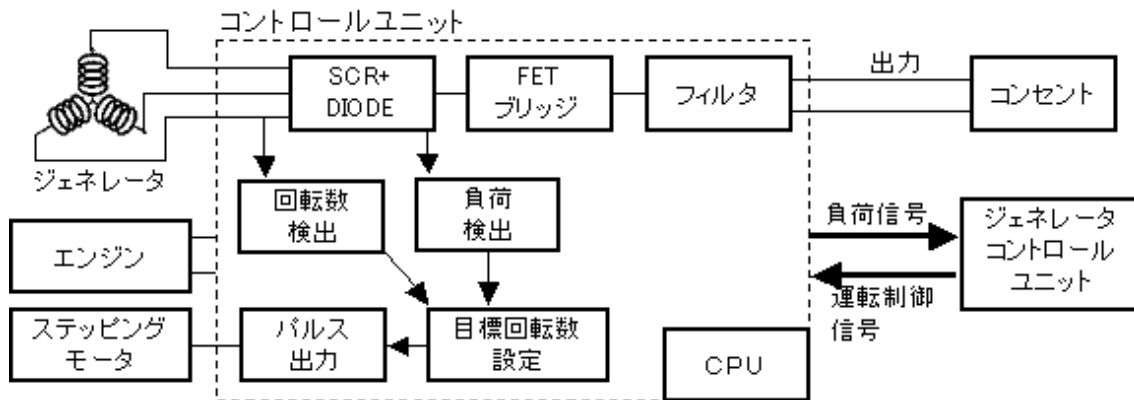 コントロールユニット
SCR+
DIODE
FET
ブリッジ
フィルタ
出力
コンセント
ジェネレータ
回転数
検出
負荷
検出
負荷信号
ジェネレータ
コントロール
ユニット
エンジン
運転制御
信号
ステッピング
モータ
パルス
出力
目標回転数
設定
CPU